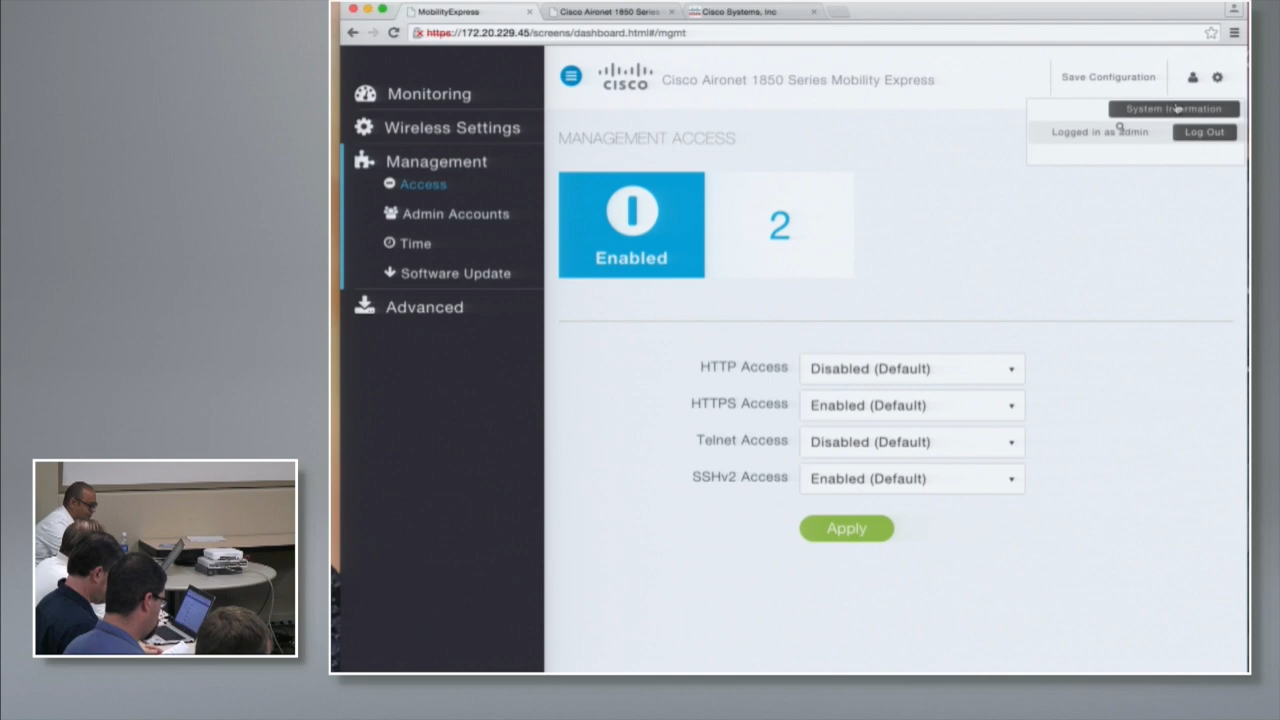 MobilityExpress
Cisco Aironet 1850 Series
Cisco Systems, Inc
https://172.20.229.45/screens/dashboard.html#/mgmt
CISCO
Cisco Aironet 1850 Series Mobility Express
Save Configuration
System Information
Logged in as admin
Log Out
Monitoring
Wireless Settings
Management
Access
Admin Accounts
Time
Software Update
Advanced
MANAGEMENT ACCESS
Enabled
2
HTTP Access
Disabled (Default)
HTTPS Access
Enabled (Default)
Telnet Access
Disabled (Default)
SSHv2 Access
Enabled (Default)
Apply